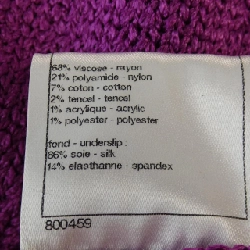 68% viscose - rayon
21% polyamide - nylon
7% coton - cotton
2% tencel - tencel
1% acrylique - acrylic
1% polyester - polyester
fond - underslip :
86% soie - silk
14% elasthanne - spandex
800459